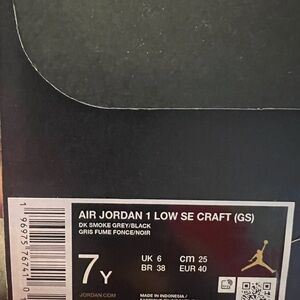 AIR JORDAN 1 LOW SE CRAFT (GS)
DK SMOKE GREY/BLACK
GRIS FUME FONCE/NOIR
7Y
UK 6
cm 25
BR 38
EUR 40
JORDAN.COM
MADE IN INDONESIA /